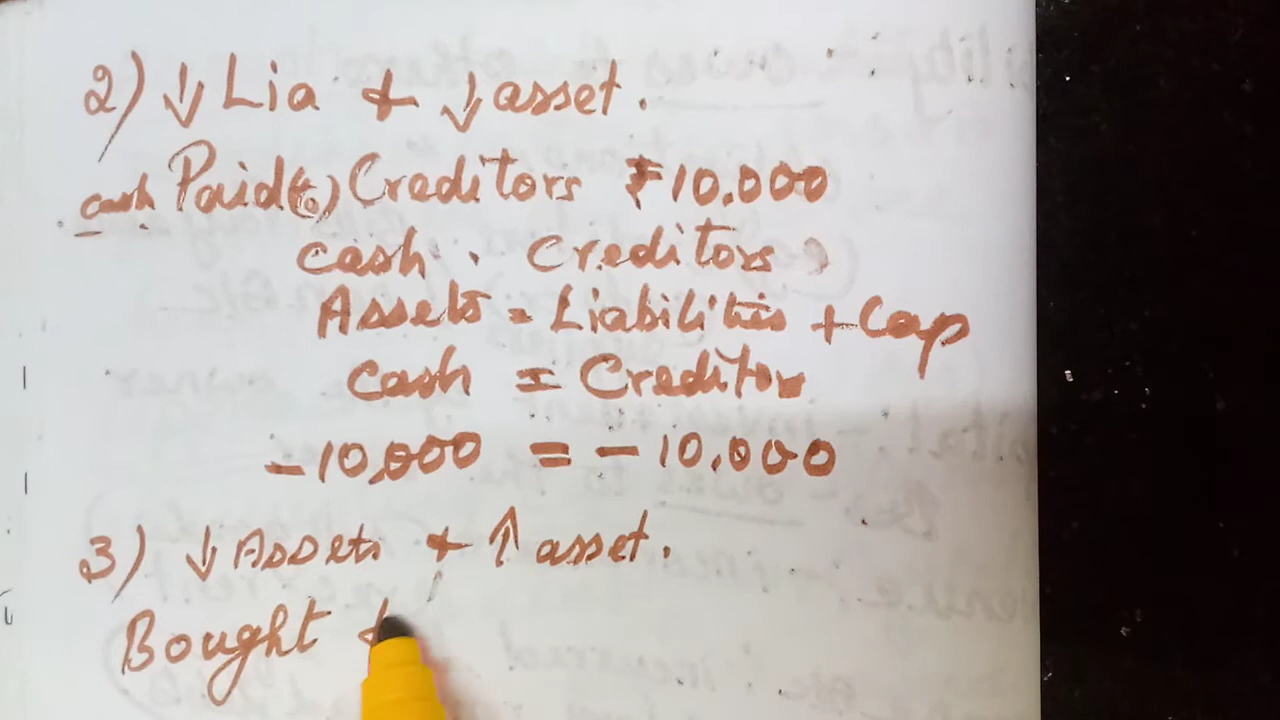 2) ↓ Lia & ↓ asset.
cash Paid (to) Creditors ₹10,000
cash . Creditors
Assets = Liabilities + Cap
cash = Creditor
-10,000 = -10,000
3) ↓ Assets & ↑ asset.
Bought